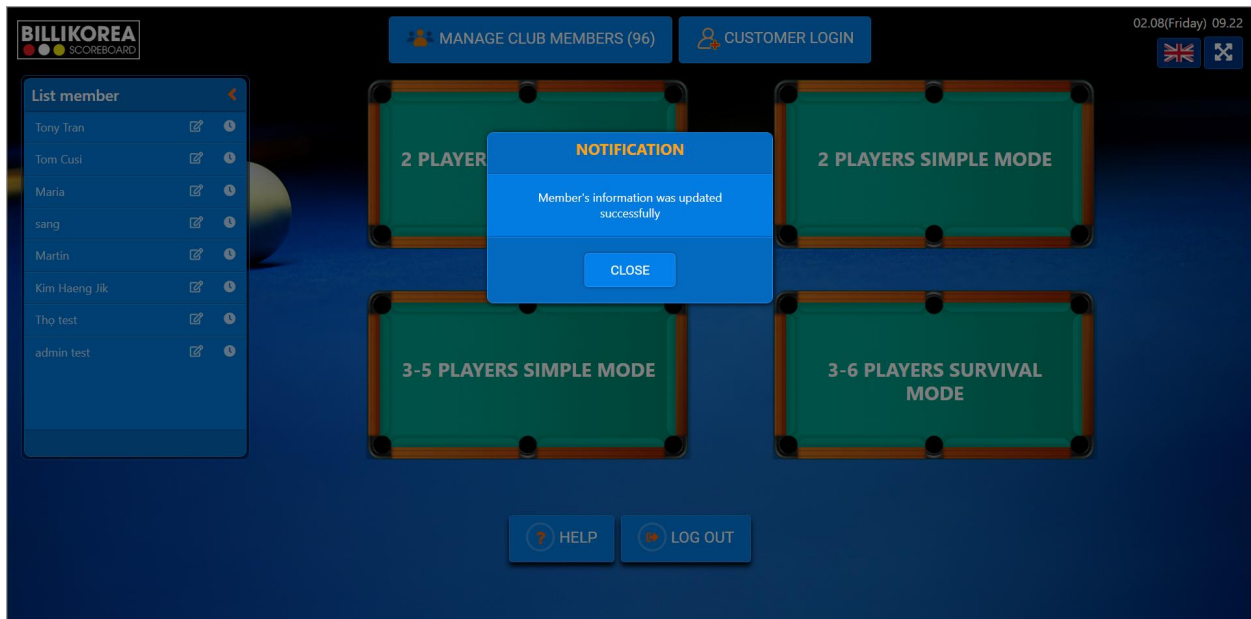 BILLIKOREA
SCOREBOARD
MANAGE CLUB MEMBERS (96)
CUSTOMER LOGIN
02.08(Friday) 09.22
List member
Tony Tran
Tom Cusi
Maria
sang
Martin
Kim Haeng Jik
Thọ test
admin test
2 PLAYER
2 PLAYERS SIMPLE MODE
NOTIFICATION
Member's information was updated
successfully
CLOSE
3-5 PLAYERS SIMPLE MODE
3-6 PLAYERS SURVIVAL
MODE
? HELP
LOG OUT